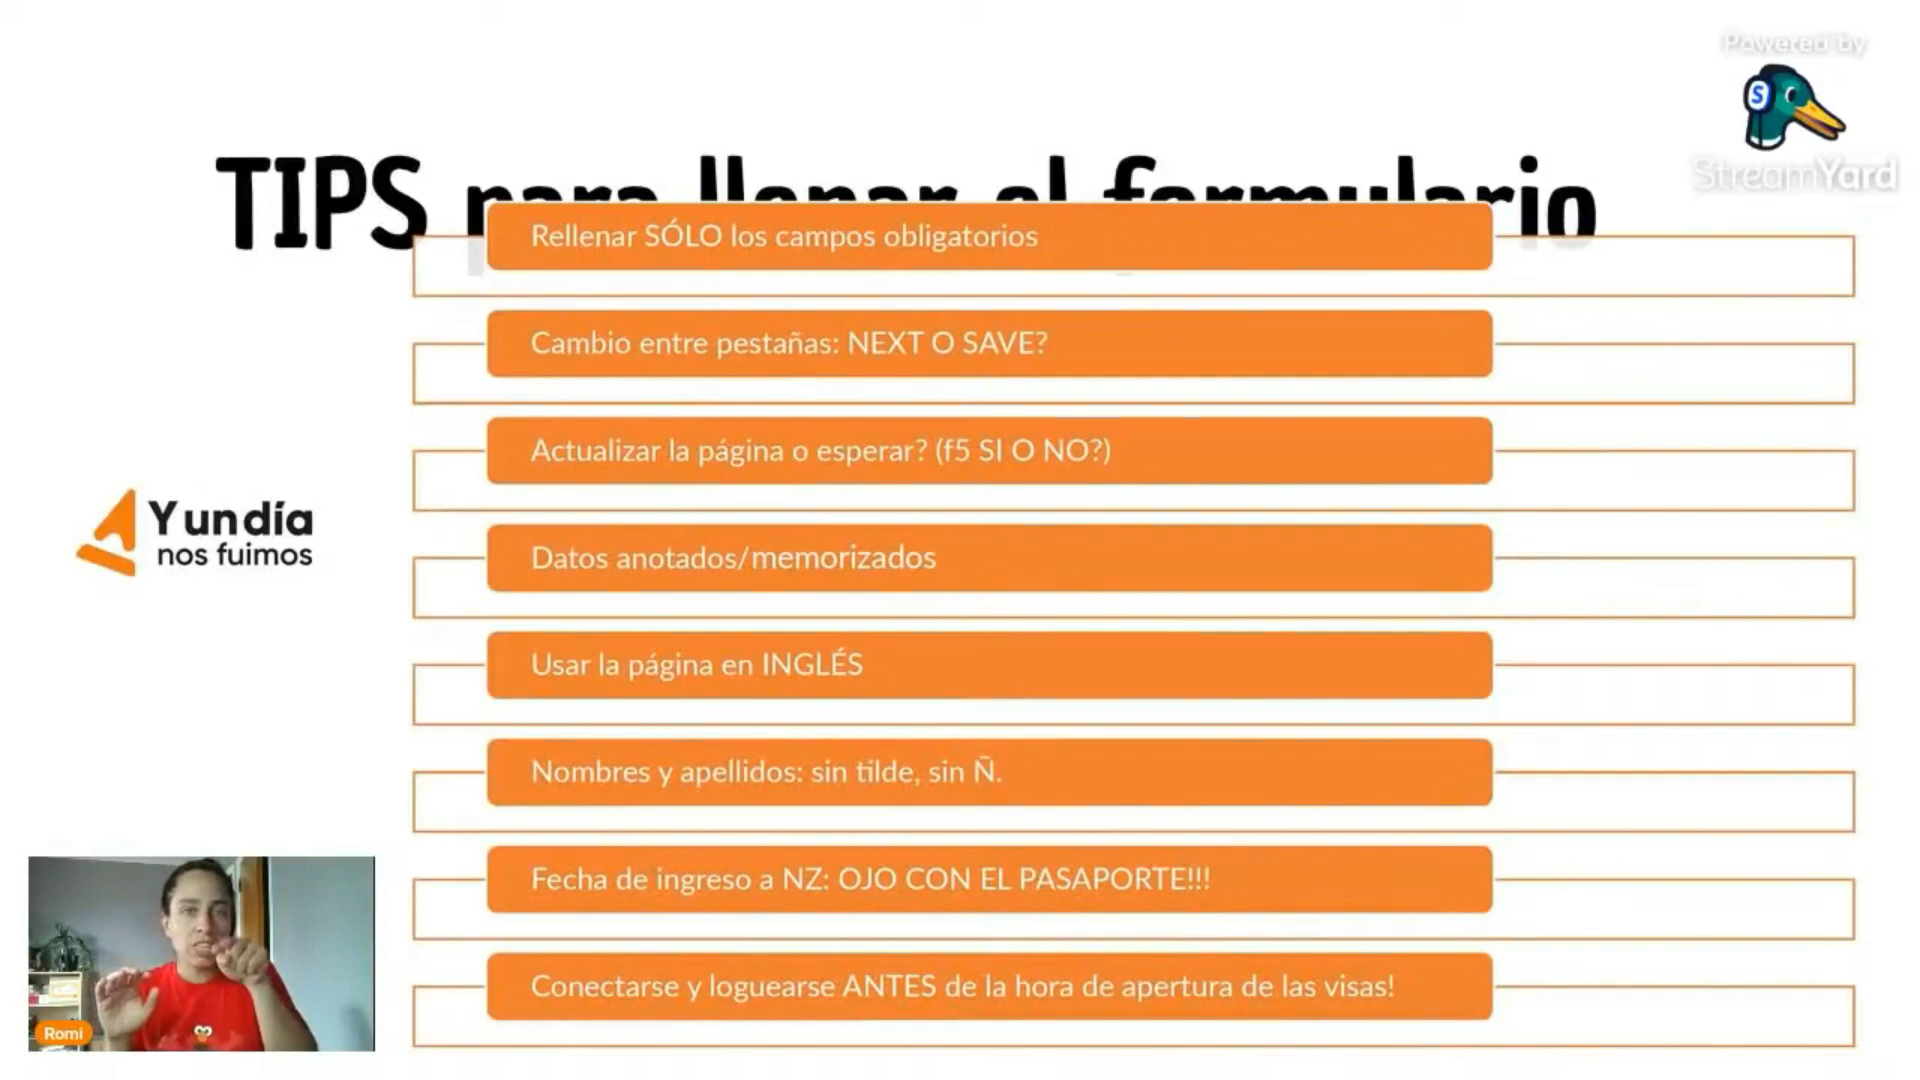 Powered by
StreamYard
TIPS para llenar el formulario
Rellenar SÓLO los campos obligatorios
Cambio entre pestañas: NEXT O SAVE?
Actualizar la página o esperar? (f5 SI O NO?)
Yundía
nos fuimos
Datos anotados/memorizados
Usar la página en INGLÉS
Nombres y apellidos: sin tilde, sin Ñ.
Fecha de ingreso a NZ: OJO CON EL PASAPORTE!!!
Conectarse y loguearse ANTES de la hora de apertura de las visas!
Romi